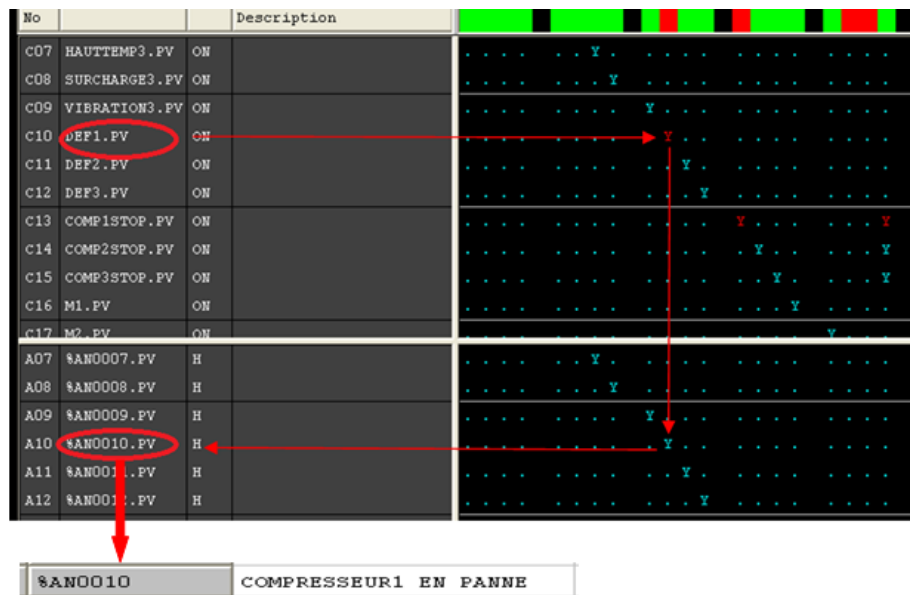 No Description
C07 HAUTTEMP3.PV ON . . . . . . Y . . . . . . . . .
C08 SURCHARGE3.PV ON . . . . . . . Y . . . . . . . .
C09 VIBRATION3.PV ON . . . . . . . . Y . . . . . . . . .
C10 DEF1.PV ON Y
C11 DEF2.PV ON Y
C12 DEF3.PV ON Y
C13 COMP1STOP.PV ON Y Y
C14 COMP2STOP.PV ON Y Y
C15 COMP3STOP.PV ON Y Y
C16 M1.PV ON Y
C17 M2.PV ON Y
A07 %AN0007.PV H Y
A08 %AN0008.PV H Y
A09 %AN0009.PV H Y
A10 %AN0010.PV H Y
A11 %AN0011.PV H Y
A12 H Y
%AN0010 COMPRESSEUR1 EN PANNE